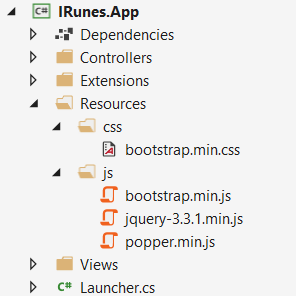 C# IRunes.App
Dependencies
Controllers
Extensions
Resources
css
bootstrap.min.css
js
bootstrap.min.js
jquery-3.3.1.min.js
popper.min.js
Views
C# Launcher.cs